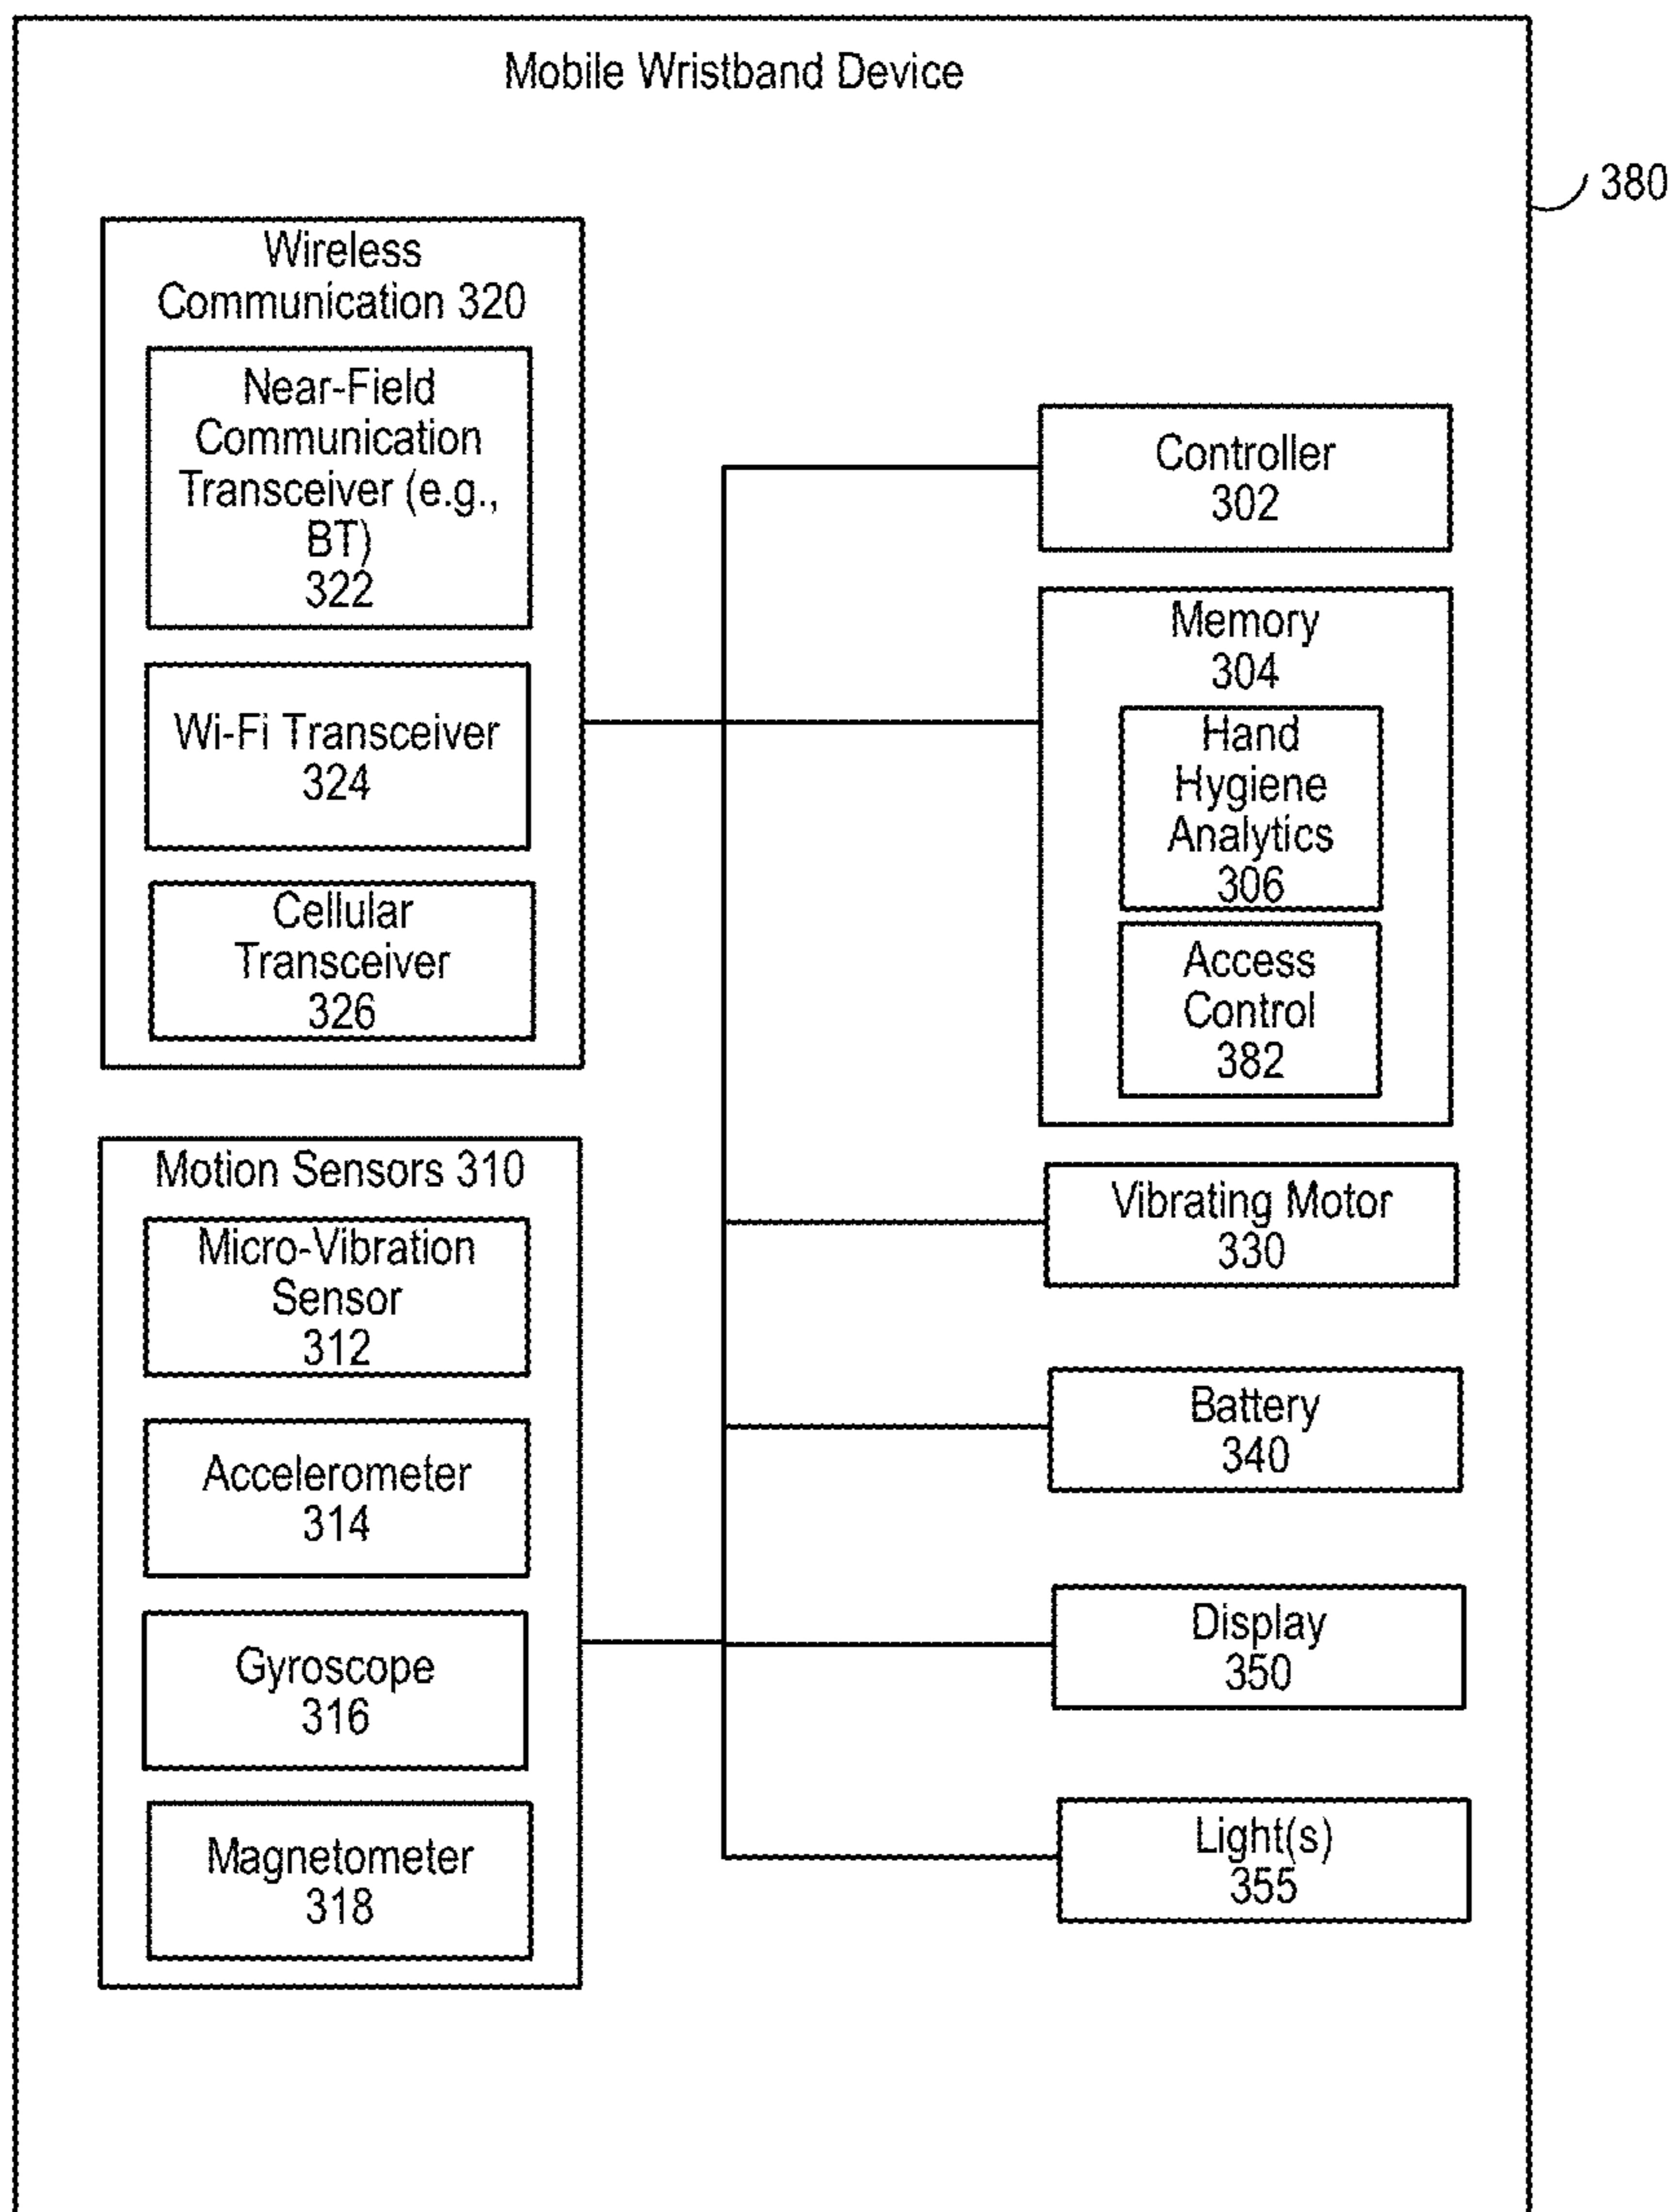 Mobile Wristband Device
380
Wireless
Communication 320
Near-Field
Communication
Transceiver (e.g.,
BT)
322
Wi-Fi Transceiver
324
Cellular
Transceiver
326
Motion Sensors 310
Micro-Vibration
Sensor
312
Accelerometer
314
Gyroscope
316
Magnetometer
318
Controller
302
Memory
304
Hand
Hygiene
Analytics
306
Access
Control
382
Vibrating Motor
330
Battery
340
Display
350
Light(s)
355